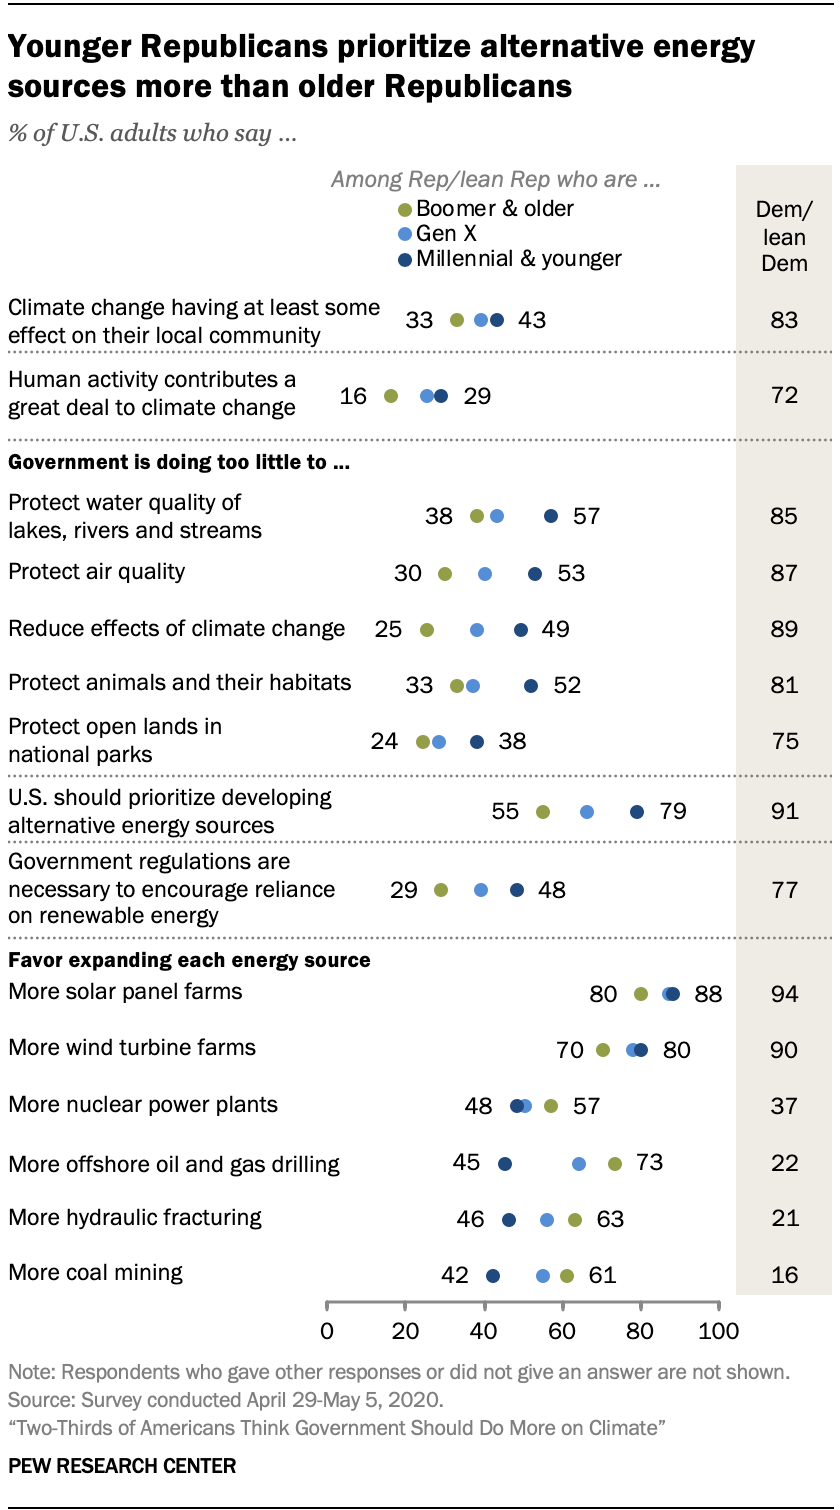 Younger Republicans prioritize alternative energy
sources more than older Republicans
% of U.S. adults who say ...
Among Rep/lean Rep who are ...
Boomer & older
Gen X
Millennial & younger
Dem/
lean
Dem
Climate change having at least some
effect on their local community
33 43 83
Human activity contributes a
great deal to climate change
16 29 72
Government is doing too little to ...
Protect water quality of
lakes, rivers and streams
38 57 85
Protect air quality 30 53 87
Reduce effects of climate change 25 49 89
Protect animals and their habitats 33 52 81
Protect open lands in
national parks
24 38 75
U.S. should prioritize developing
alternative energy sources
55 79 91
Government regulations are
necessary to encourage reliance
on renewable energy
29 48 77
Favor expanding each energy source
More solar panel farms 80 88 94
More wind turbine farms 70 80 90
More nuclear power plants 48 57 37
More offshore oil and gas drilling 45 73 22
More hydraulic fracturing 46 63 21
More coal mining 42 61 16
0 20 40 60 80 100
Note: Respondents who gave other responses or did not give an answer are not shown.
Source: Survey conducted April 29-May 5, 2020.
“Two-Thirds of Americans Think Government Should Do More on Climate”
PEW RESEARCH CENTER